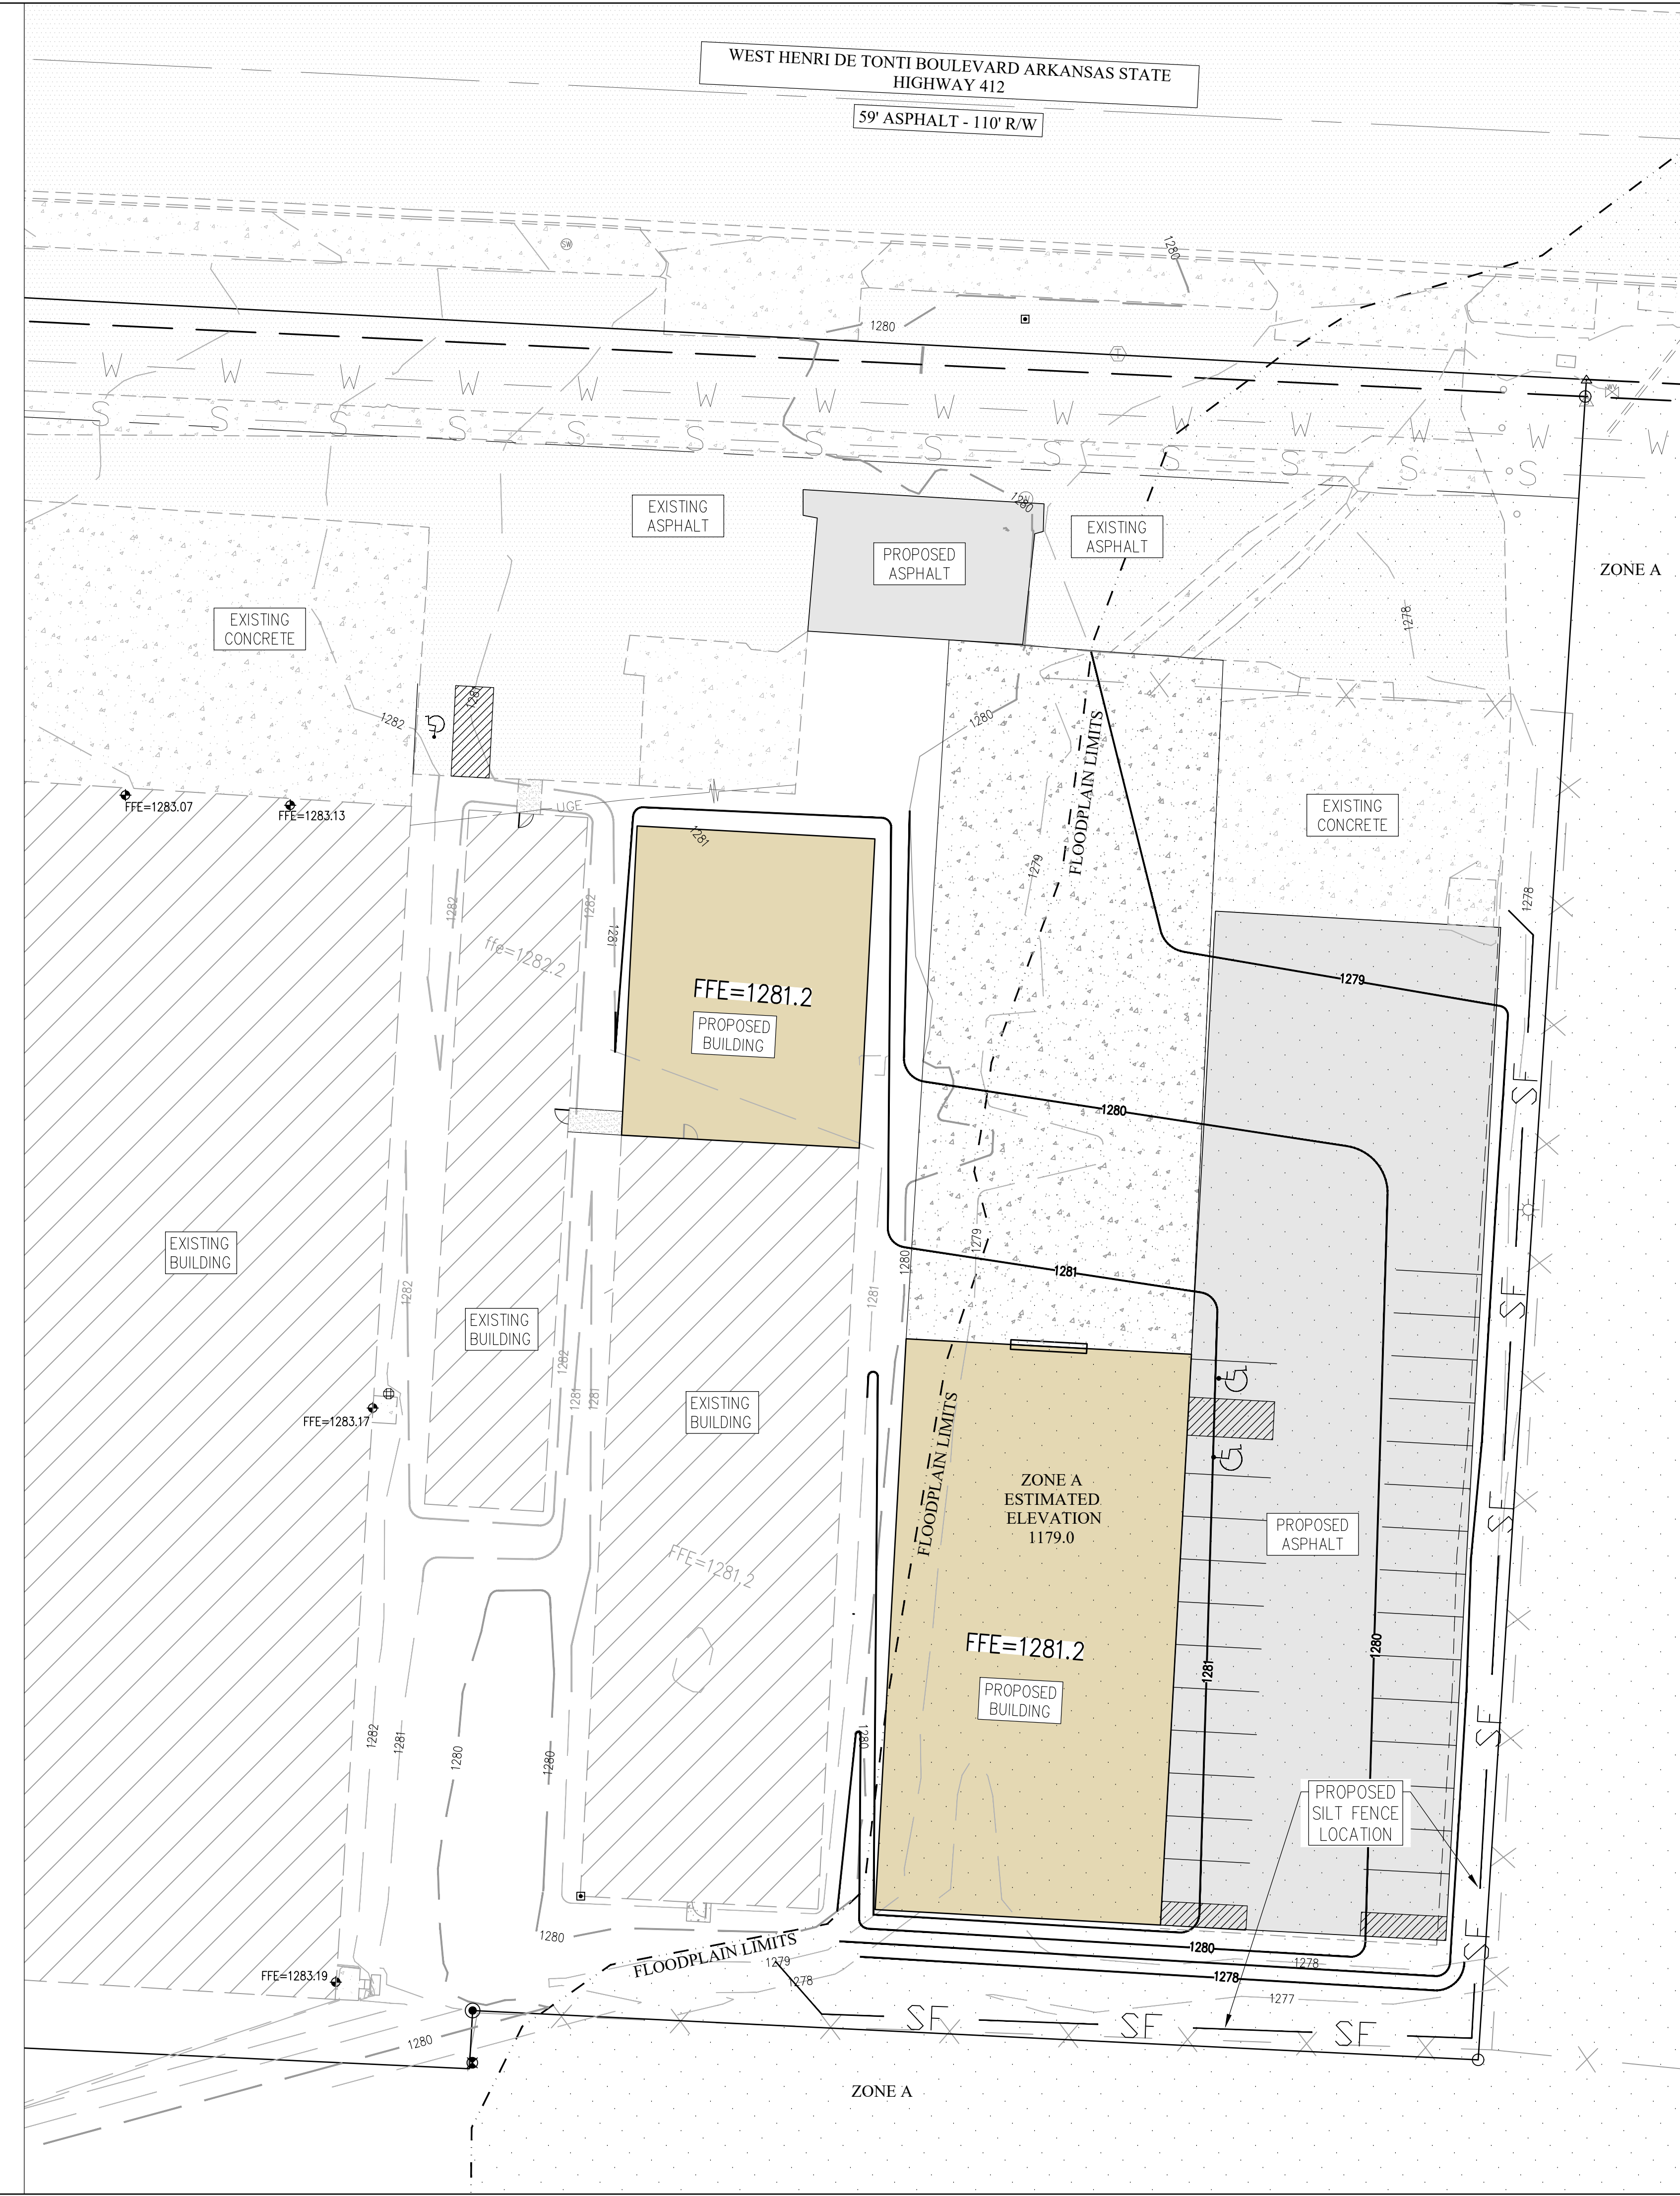 WEST HENRI DE TONTI BOULEVARD ARKANSAS STATE
HIGHWAY 412
59' ASPHALT - 110' R/W
SW
1280
1280
T
W W W W W W W W W W W W W W
S S S S S S S S S S S S S
EXISTING
ASPHALT
1280
PROPOSED
ASPHALT
EXISTING
ASPHALT
ZONE A
EXISTING
CONCRETE
1278
1282
1281
1280
FLOODPLAIN LIMITS
FFE=1283.07
FFE=1283.13
UGE
1281
1279
EXISTING
CONCRETE
1278
1282
1282
1281
ffe=1282.2
FFE=1281.2
PROPOSED
BUILDING
1279
1280
SF
EXISTING
BUILDING
1279
1280
1281
1281
1282
SF
EXISTING
BUILDING
1282
1281
1281
FFE=1283.17
EXISTING
BUILDING
FLOODPLAIN LIMITS
ZONE A
ESTIMATED
ELEVATION
1179.0
SF
PROPOSED
ASPHALT
FFE=1281.2
FFE=1281.2
1281
1280
PROPOSED
BUILDING
SF
1282
1281
1280
1280
1280
PROPOSED
SILT FENCE
LOCATION
SF
1280
FLOODPLAIN LIMITS
1280
1279
1278
1278
1278
FFE=1283.19
1277
SF SF SF
1280
ZONE A